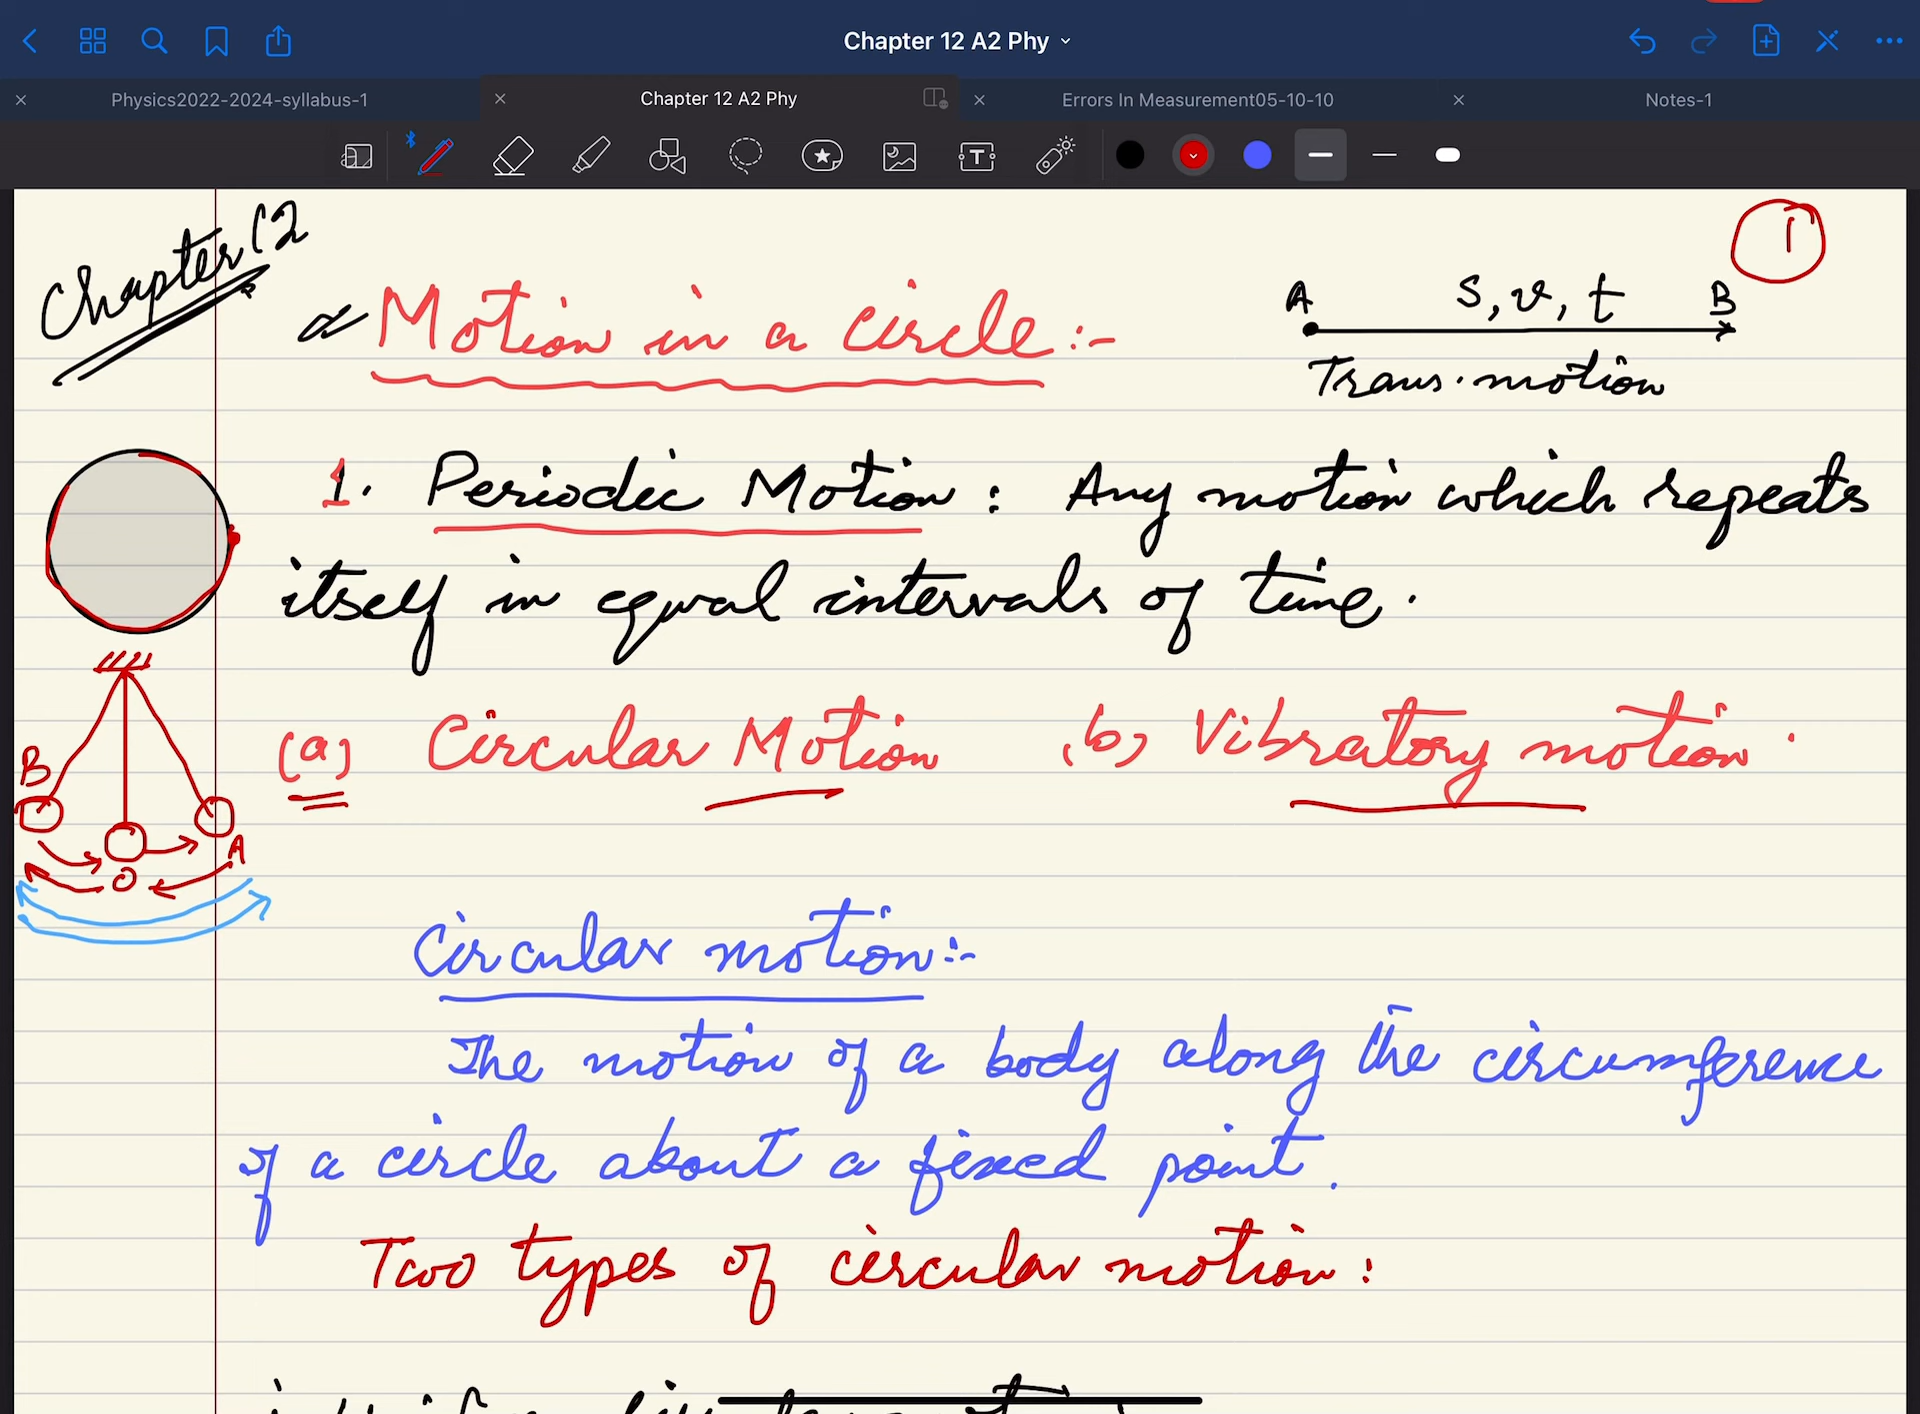 Chapter 12 A2 Phy
Physics2022-2024-syllabus-1
Chapter 12 A2 Phy
Errors In Measurement05-10-10
Notes-1
Chapter 12
1
Motion in a circle:-
A s, v, t B
Trans. motion
1. Periodic Motion : Any motion which repeats
itself in equal intervals of time.
(a) Circular Motion (b) Vibratory motion.
B
A
O
Circular motion:-
The motion of a body along the circumference
of a circle about a fixed point.
Two types of circular motion: